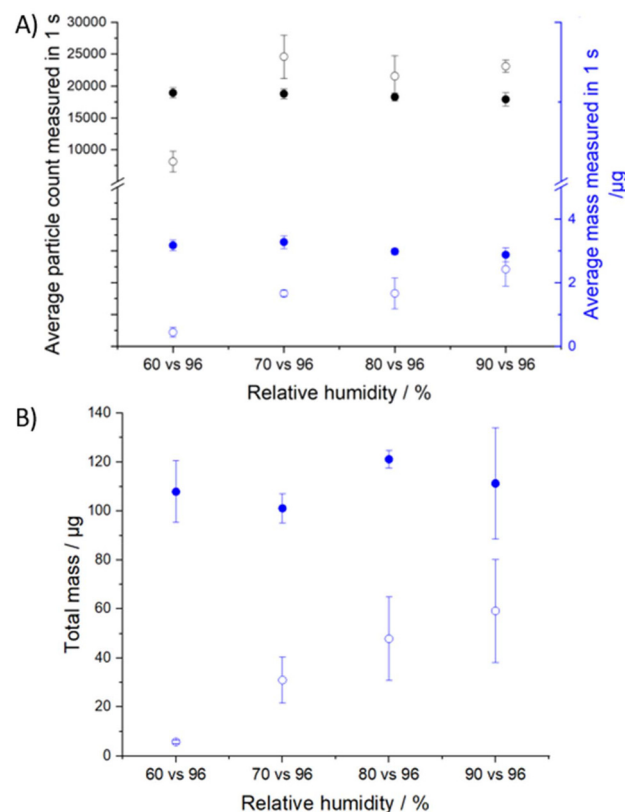 A)
30000
25000
20000
15000
10000
Average particle count measured in 1 s
4
2
0
Average mass measured in 1 s
/µg
60 vs 96 70 vs 96 80 vs 96 90 vs 96
Relative humidity / %
B)
140
120
100
80
60
40
20
0
Total mass / µg
60 vs 96 70 vs 96 80 vs 96 90 vs 96
Relative humidity / %